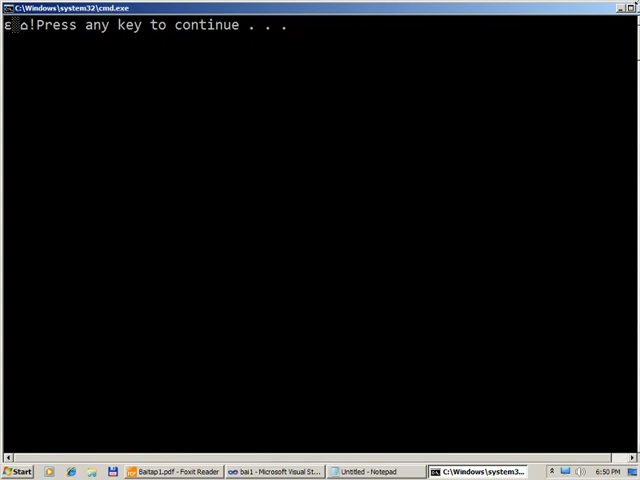 C:\Windows\system32\cmd.exe
ε░⌂!Press any key to continue . . .
Start
Baitap1.pdf - Foxit Reader
bai1 - Microsoft Visual St...
Untitled - Notepad
C:\Windows\system3...
6:50 PM